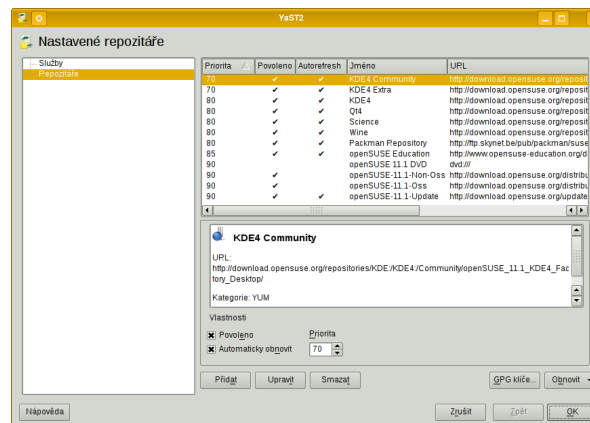 YaST2
Nastavené repozitáře
Služby
Repozitáře
Priorita Povoleno Autorefresh Jméno URL
70 ✔ ✔ KDE4 Community http://download.opensuse.org/reposit
70 ✔ ✔ KDE4 Extra http://download.opensuse.org/reposit
80 ✔ ✔ KDE4 http://download.opensuse.org/reposit
80 ✔ ✔ Qt4 http://download.opensuse.org/reposit
80 ✔ ✔ Science http://download.opensuse.org/reposit
80 ✔ ✔ Wine http://download.opensuse.org/reposit
80 ✔ ✔ Packman Repository http://ftp.skynet.be/pub/packman/suse
85 ✔ ✔ openSUSE Education http://www.opensuse-education.org/d
90 openSUSE 11.1 DVD dvd:///
90 ✔ openSUSE-11.1-Non-Oss http://download.opensuse.org/distribu
90 ✔ openSUSE-11.1-Oss http://download.opensuse.org/distribu
90 ✔ ✔ openSUSE-11.1-Update http://download.opensuse.org/update
KDE4 Community
URL:
http://download.opensuse.org/repositories/KDE:/KDE4:/Community/openSUSE_11.1_KDE4_Fac
tory_Desktop/
Kategorie: YUM
Vlastnosti
Povoleno Priorita
Automaticky obnovit 70
Přidat Upravit Smazat GPG klíče... Obnovit
Nápověda Zrušit Zpět OK